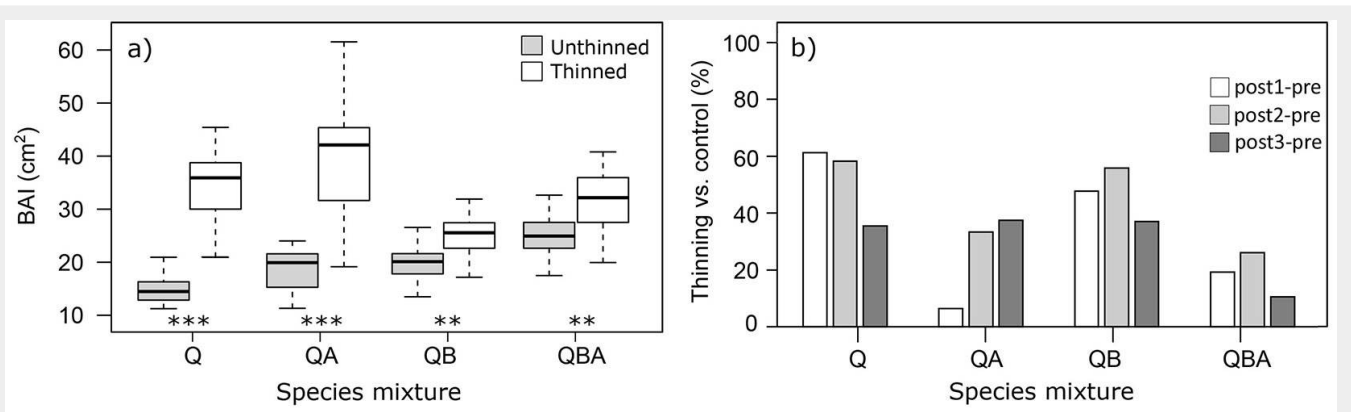 a)
Unthinned
Thinned
BAI (cm²)
60
50
40
30
20
10
*** *** ** **
Q QA QB QBA
Species mixture
b)
post1-pre
post2-pre
post3-pre
Thinning vs. control (%)
100
80
60
40
20
0
Q QA QB QBA
Species mixture